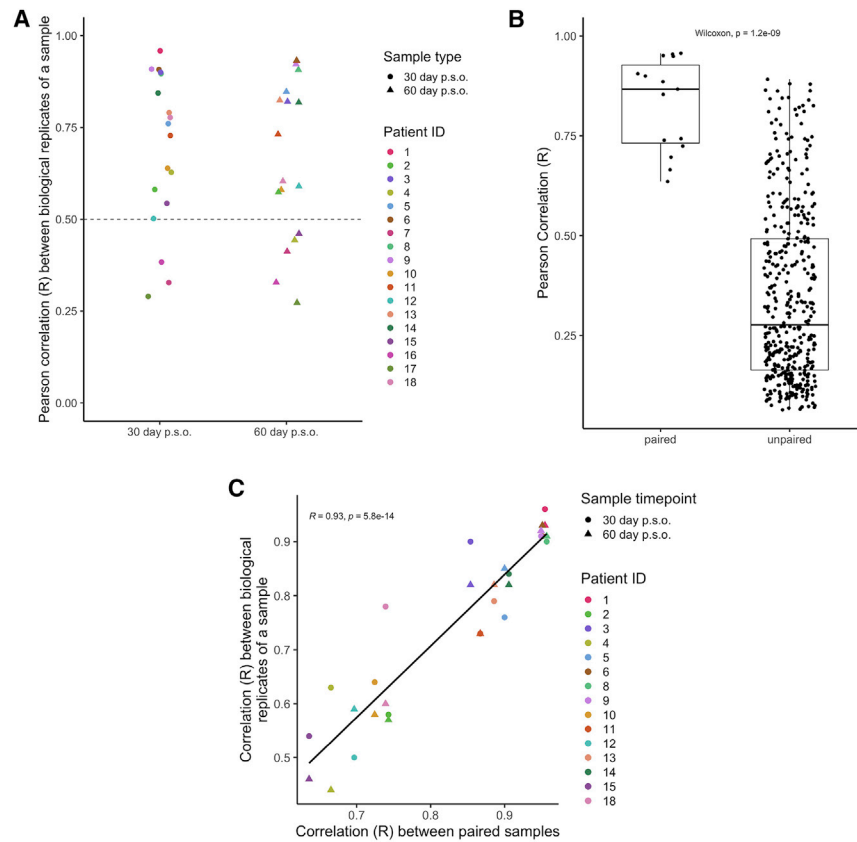 A
Pearson correlation (R) between biological replicates of a sample
1.00
0.75
0.50
0.25
0.00
30 day p.s.o.
60 day p.s.o.
Sample type
30 day p.s.o.
60 day p.s.o.
Patient ID
1
2
3
4
5
6
7
8
9
10
11
12
13
14
15
16
17
18
B
Pearson Correlation (R)
1.00
0.75
0.50
0.25
Wilcoxon, p = 1.2e-09
paired
unpaired
C
Correlation (R) between biological
replicates of a sample
0.9
0.8
0.7
0.6
0.5
R = 0.93, p = 5.8e-14
0.7
0.8
0.9
Correlation (R) between paired samples
Sample timepoint
30 day p.s.o.
60 day p.s.o.
Patient ID
1
2
3
4
5
6
8
9
10
11
12
13
14
15
18